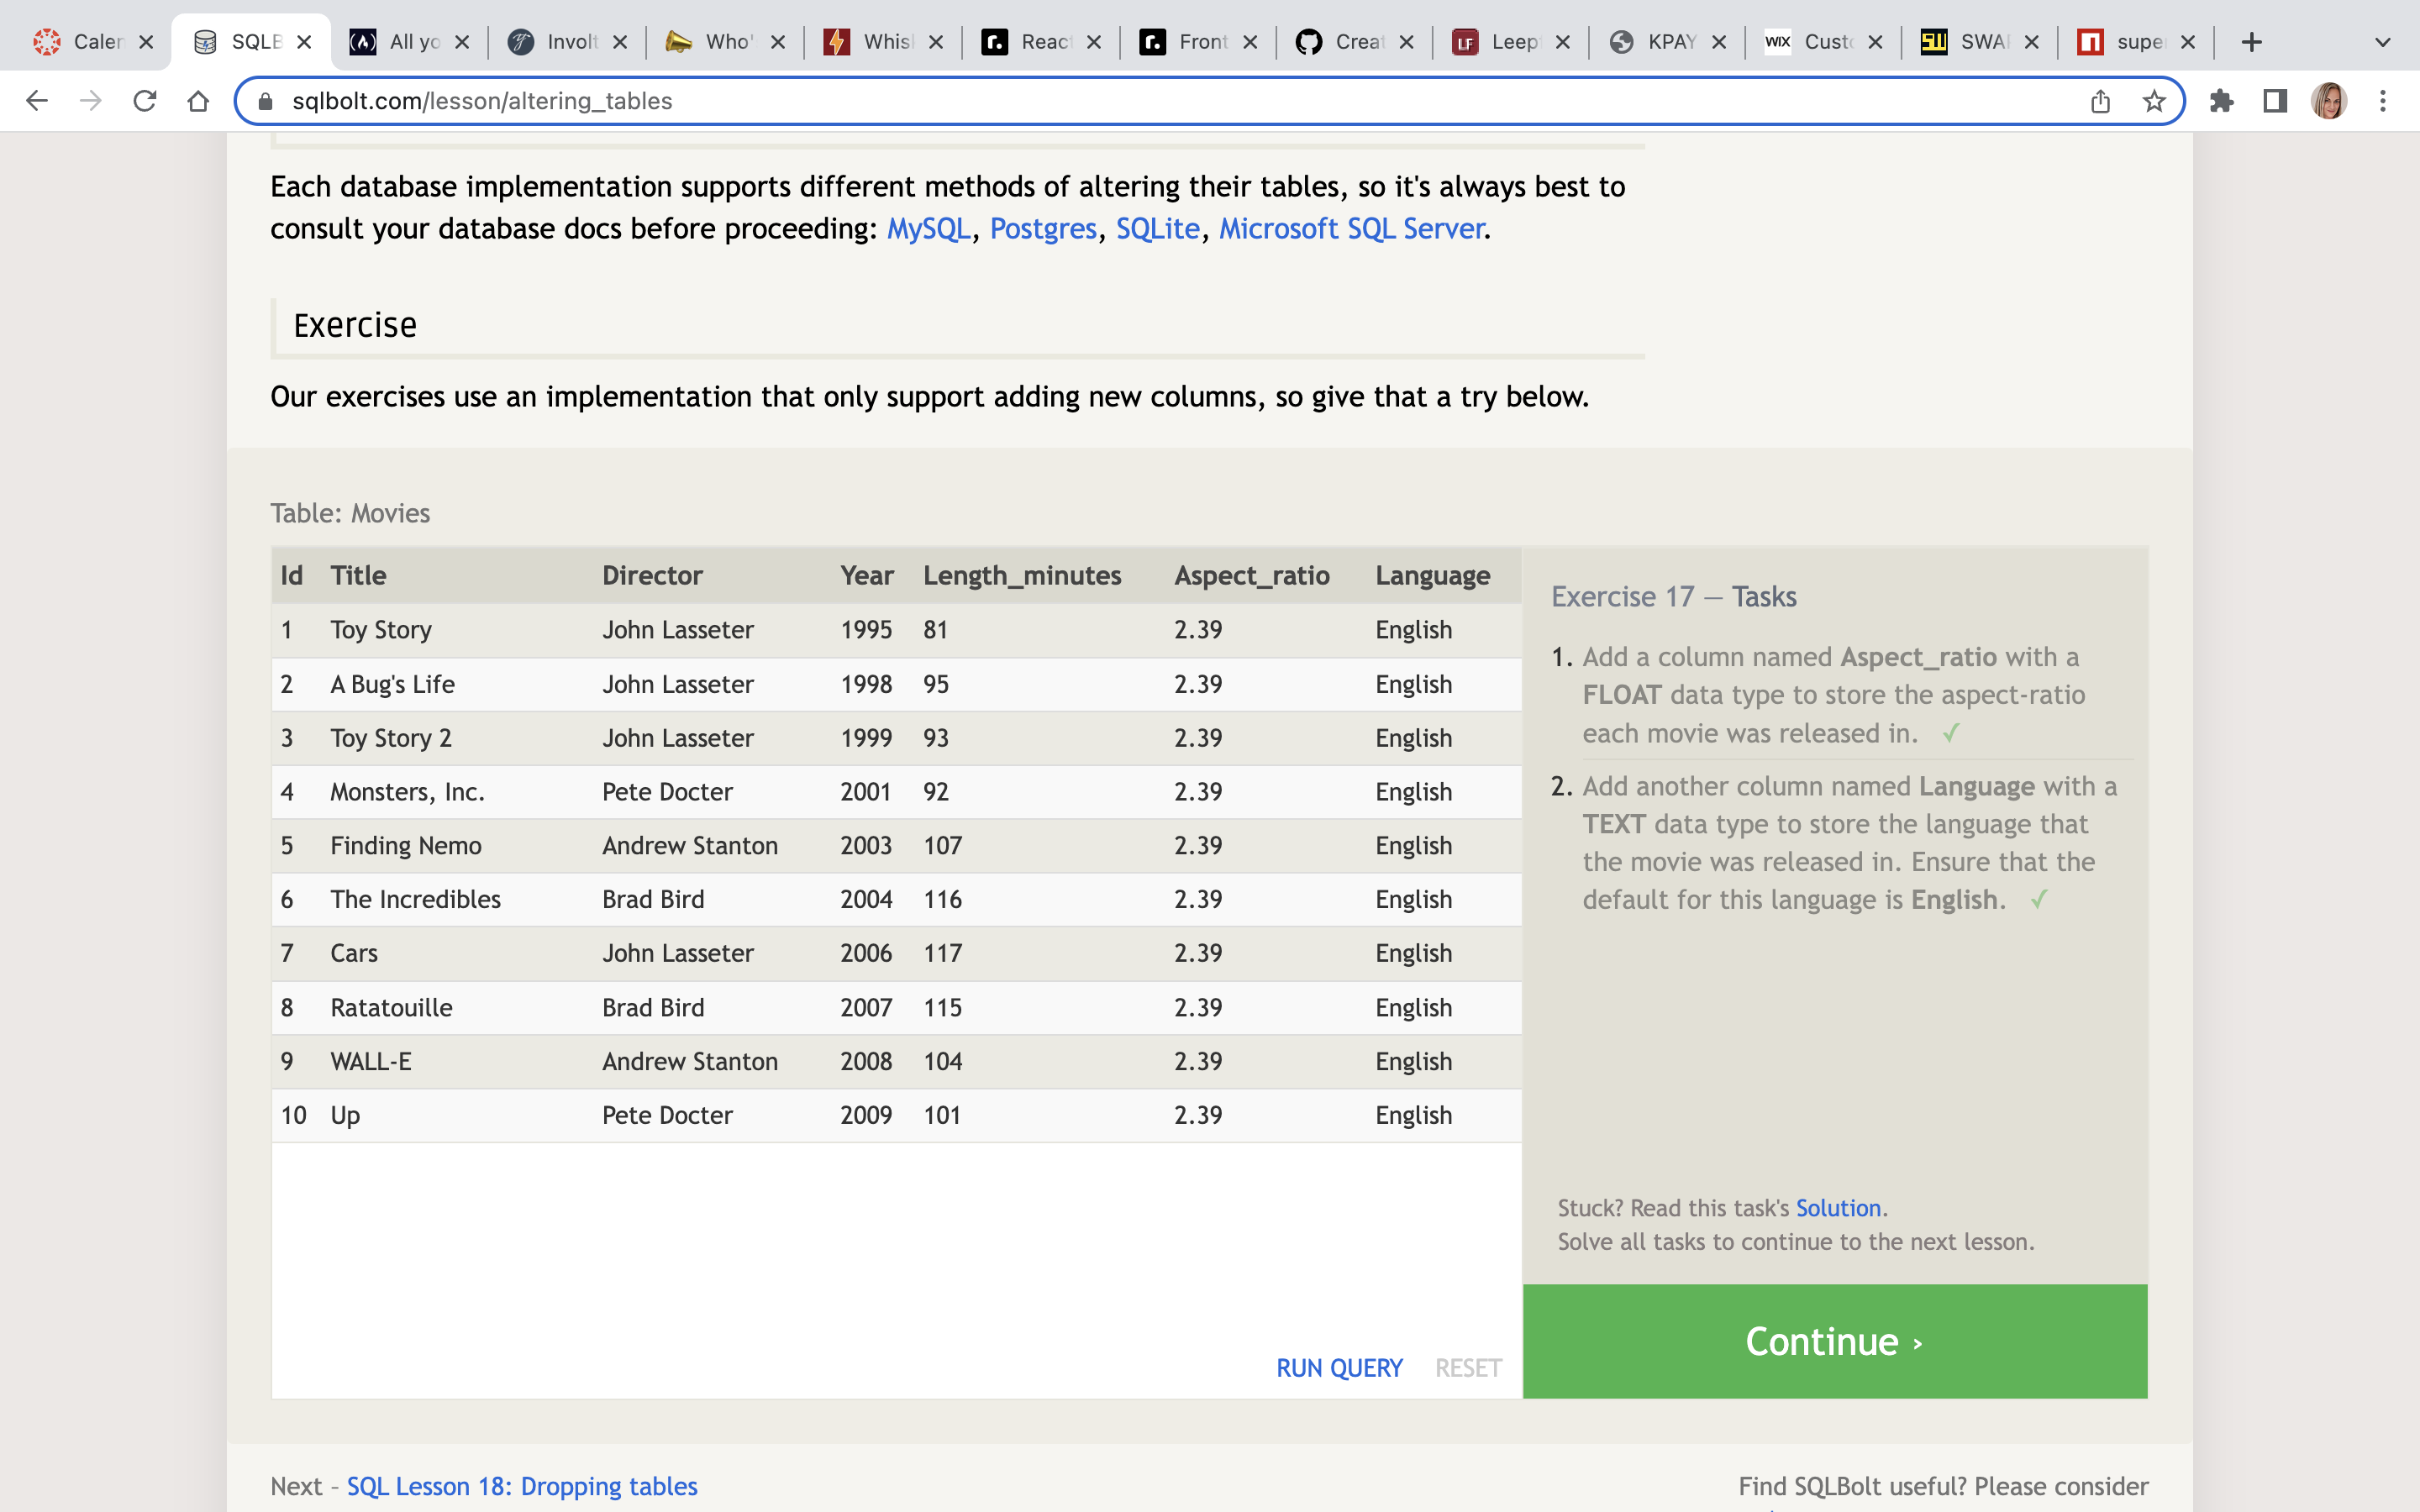 Caler
SQLB
All yo
Involt
Who'
Whisl
Reac
Front
Creat
Leep
KPAY
WIX Custo
SWAI
supe
sqlbolt.com/lesson/altering_tables
Each database implementation supports different methods of altering their tables, so it's always best to
consult your database docs before proceeding: MySQL, Postgres, SQLite, Microsoft SQL Server.
Exercise
Our exercises use an implementation that only support adding new columns, so give that a try below.
Table: Movies
Id Title Director Year Length_minutes Aspect_ratio Language
1 Toy Story John Lasseter 1995 81 2.39 English
2 A Bug's Life John Lasseter 1998 95 2.39 English
3 Toy Story 2 John Lasseter 1999 93 2.39 English
4 Monsters, Inc. Pete Docter 2001 92 2.39 English
5 Finding Nemo Andrew Stanton 2003 107 2.39 English
6 The Incredibles Brad Bird 2004 116 2.39 English
7 Cars John Lasseter 2006 117 2.39 English
8 Ratatouille Brad Bird 2007 115 2.39 English
9 WALL-E Andrew Stanton 2008 104 2.39 English
10 Up Pete Docter 2009 101 2.39 English
RUN QUERY RESET
Exercise 17 — Tasks
1. Add a column named Aspect_ratio with a
FLOAT data type to store the aspect-ratio
each movie was released in. ✓
2. Add another column named Language with a
TEXT data type to store the language that
the movie was released in. Ensure that the
default for this language is English. ✓
Stuck? Read this task's Solution.
Solve all tasks to continue to the next lesson.
Continue ›
Next – SQL Lesson 18: Dropping tables
Find SQLBolt useful? Please consider